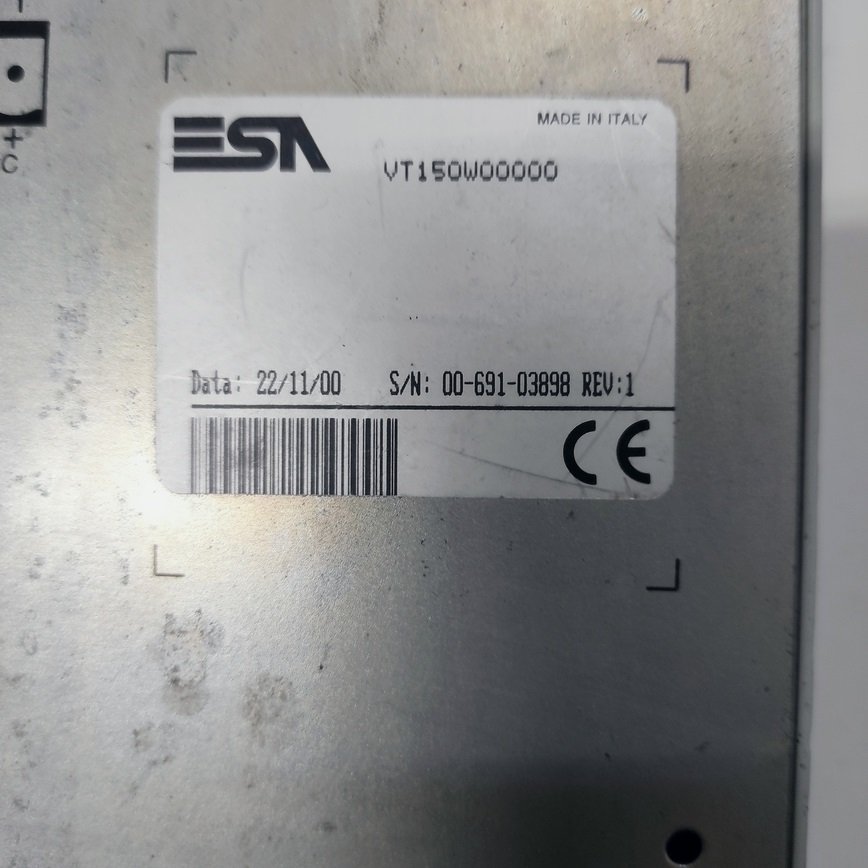 +
C
ESA
MADE IN ITALY
VT150W00000
Data: 22/11/00 S/N: 00-691-03898 REV:1
CE